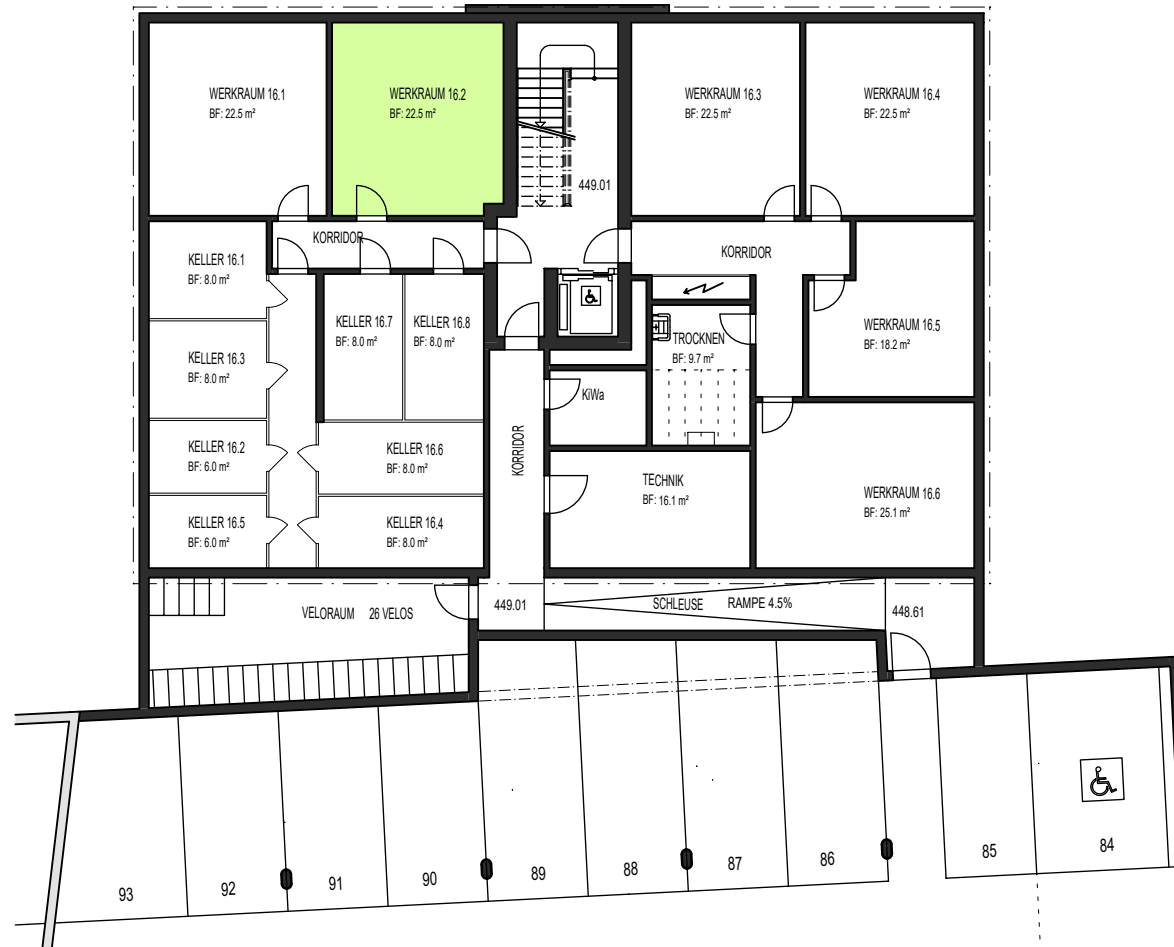 WERKRAUM 16.1
BF: 22.5 m²
WERKRAUM 16.2
BF: 22.5 m²
WERKRAUM 16.3
BF: 22.5 m²
WERKRAUM 16.4
BF: 22.5 m²
449.01
KORRIDOR
KORRIDOR
KELLER 16.1
BF: 8.0 m²
KELLER 16.7
BF: 8.0 m²
KELLER 16.8
BF: 8.0 m²
KELLER 16.3
BF: 8.0 m²
TROCKNEN
BF: 9.7 m²
WERKRAUM 16.5
BF: 18.2 m²
KiWa
KORRIDOR
KELLER 16.2
BF: 6.0 m²
KELLER 16.6
BF: 8.0 m²
TECHNIK
BF: 16.1 m²
WERKRAUM 16.6
BF: 25.1 m²
KELLER 16.5
BF: 6.0 m²
KELLER 16.4
BF: 8.0 m²
VELORAUM 26 VELOS
449.01
SCHLEUSE RAMPE 4.5%
448.61
93
92
91
90
89
88
87
86
85
84